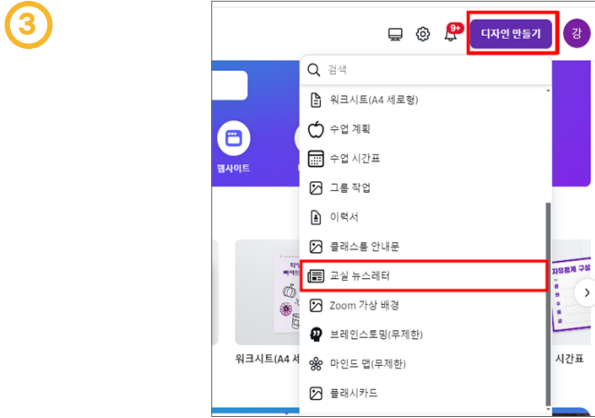 3
9+
디자인 만들기
강
검색
워크시트(A4 세로형)
수업 계획
수업 시간표
웹사이트
그룹 작업
이력서
클래스룸 안내문
교실 뉴스레터
Zoom 가상 배경
브레인스토밍(무제한)
워크시트(A4 세
시간표
마인드 맵(무제한)
플래시카드